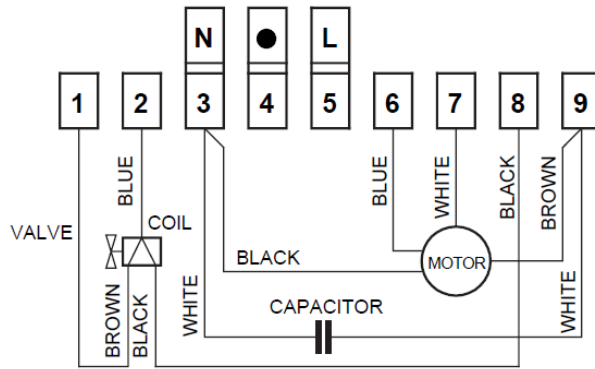 N ● L
1 2 3 4 5 6 7 8 9
BLUE
BLUE
WHITE
BLACK
BROWN
VALVE
COIL
BLACK
MOTOR
BROWN
BLACK
WHITE
CAPACITOR
WHITE